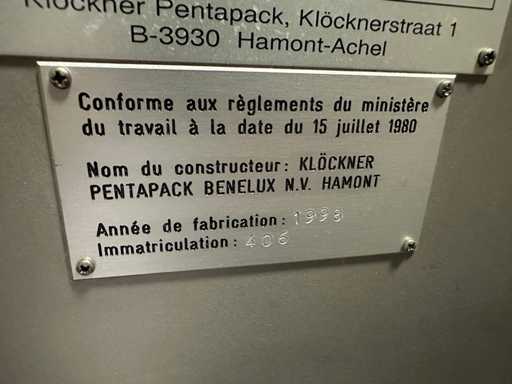 Klöckner Pentapack, Klöcknerstraat 1
B-3930 Hamont-Achel
Conforme aux règlements du ministère
du travail à la date du 15 juillet 1980
Nom du constructeur: KLÖCKNER
PENTAPACK BENELUX N.V. HAMONT
Année de fabrication: 1998
Immatriculation: 406